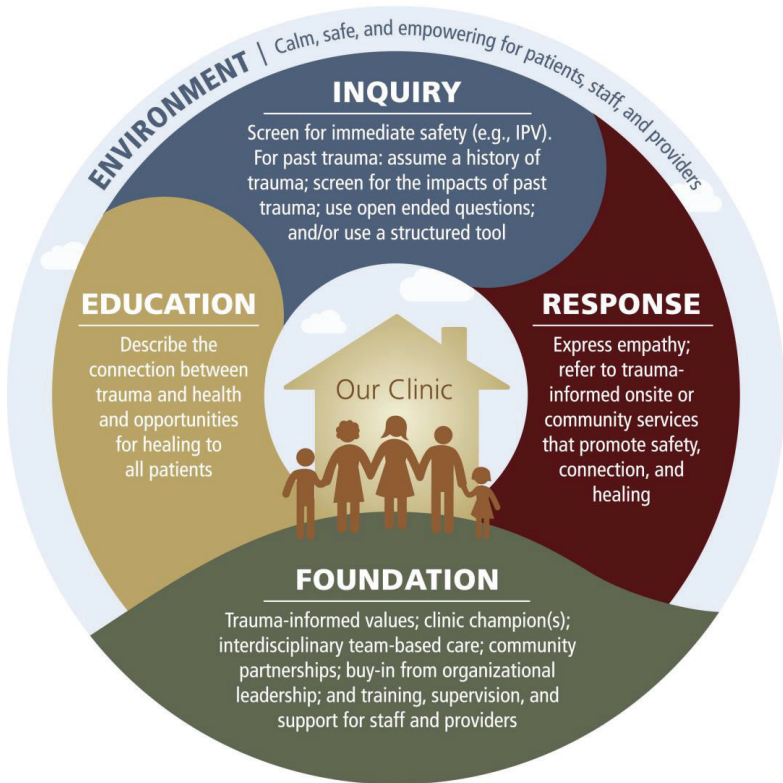 ENVIRONMENT | Calm, safe, and empowering for patients, staff, and providers
INQUIRY
Screen for immediate safety (e.g., IPV).
For past trauma: assume a history of
trauma; screen for the impacts of past
trauma; use open ended questions;
and/or use a structured tool
EDUCATION
Describe the
connection between
trauma and health
and opportunities
for healing to
all patients
Our Clinic
RESPONSE
Express empathy;
refer to trauma-
informed onsite or
community services
that promote safety,
connection, and
healing
FOUNDATION
Trauma-informed values; clinic champion(s);
interdisciplinary team-based care; community
partnerships; buy-in from organizational
leadership; and training, supervision, and
support for staff and providers